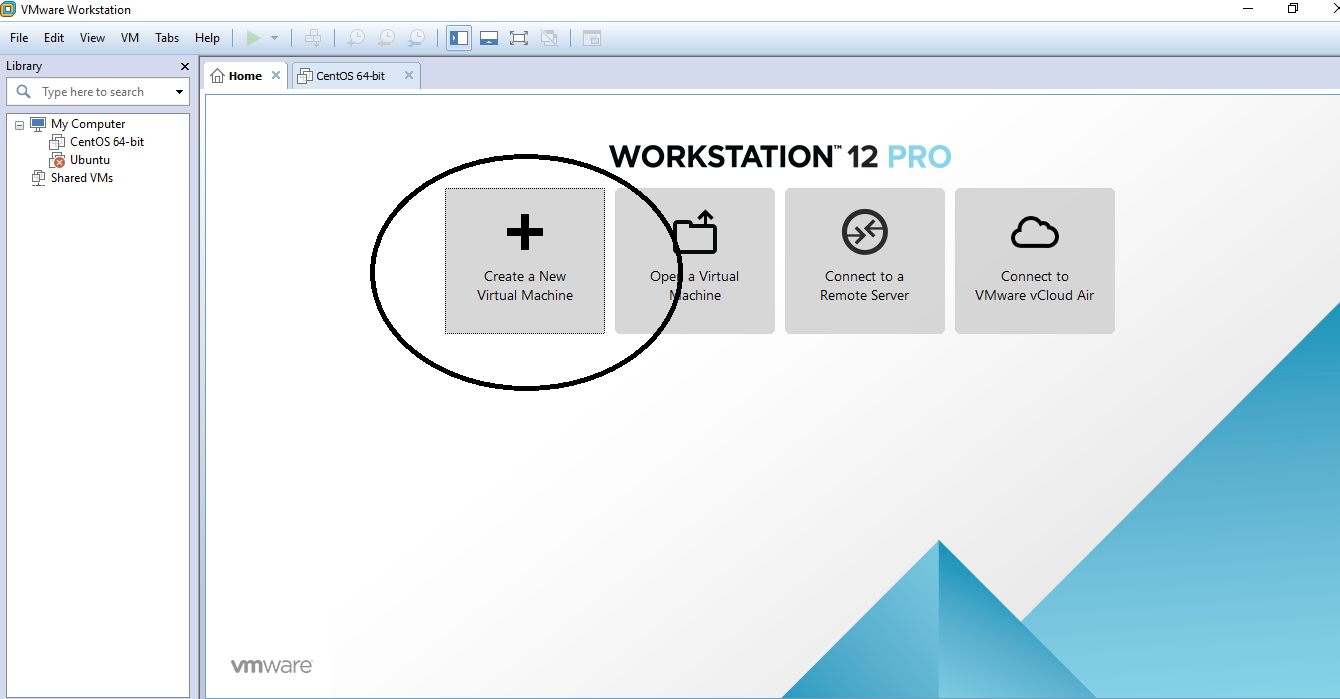 VMware Workstation
File Edit View VM Tabs Help
Library
Type here to search
My Computer
CentOS 64-bit
Ubuntu
Shared VMs
Home CentOS 64-bit
WORKSTATION™ 12 PRO
Create a New
Virtual Machine
Open a Virtual
Machine
Connect to a
Remote Server
Connect to
VMware vCloud Air
vmware